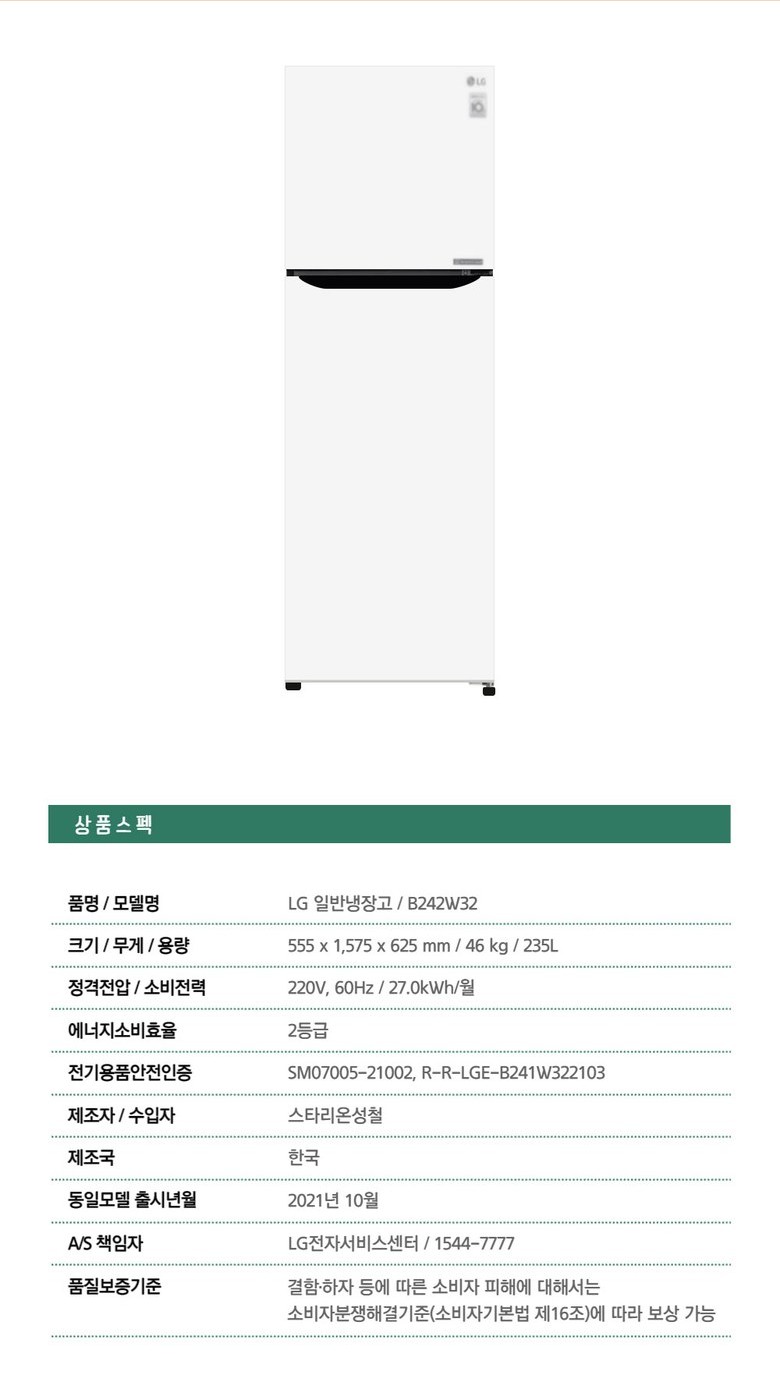 LG
상품스펙
품명 / 모델명 LG 일반냉장고 / B242W32
크기 / 무게 / 용량 555 x 1,575 x 625 mm / 46 kg / 235L
정격전압 / 소비전력 220V, 60Hz / 27.0kWh/월
에너지소비효율 2등급
전기용품안전인증 SM07005-21002, R-R-LGE-B241W322103
제조자 / 수입자 스타리온성철
제조국 한국
동일모델 출시년월 2021년 10월
A/S 책임자 LG전자서비스센터 / 1544-7777
품질보증기준 결함·하자 등에 따른 소비자 피해에 대해서는
소비자분쟁해결기준(소비자기본법 제16조)에 따라 보상 가능